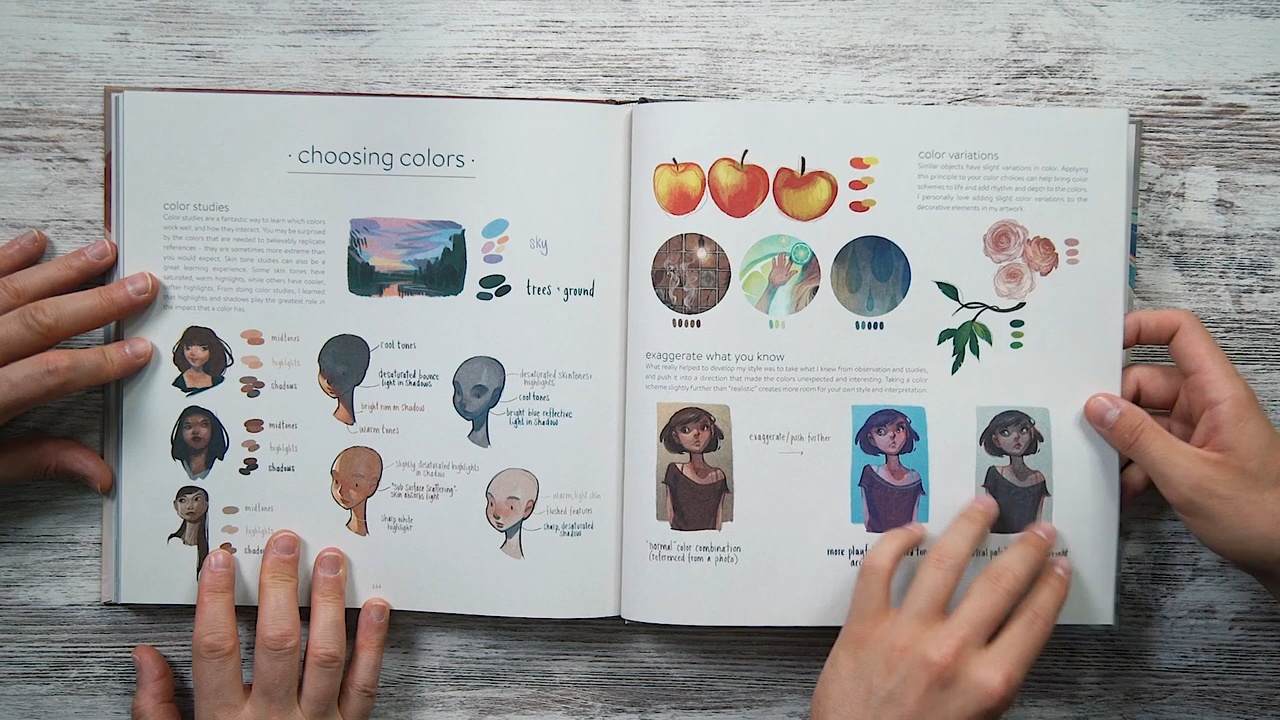 · choosing colors ·
color studies
Color studies are a fantastic way to learn which colors
work well, and how they interact. You may be surprised
by the colors that are needed to believably replicate
references – they are sometimes more extreme than
you would expect. Skin tone studies can also be a
great learning experience. Some skin tones have
saturated, warm highlights, while others have cooler,
softer highlights. From doing color studies, I learned
that highlights and shadows play the greatest role in
the impact that a color has.
sky
trees + ground
midtones
highlights
shadows
midtones
highlights
shadows
midtones
highlights
shado
cool tones
desaturated bounce
light in shadows
bright rim on shadow
warm tones
desaturated skintones +
highlights
cool tones
bright blue reflective
light in shadow
slightly desaturated highlights
in shadow
"sub surface scattering"
skin absorbs light
sharp white
highlight
warm, light skin
flushed features
sharp, desaturated
shadow
144
color variations
Similar objects have slight variations in color. Applying
this principle to your color choices can help bring color
schemes to life and add rhythm and depth to the colors.
I personally love adding slight color variations to the
decorative elements in my artwork.
exaggerate what you know
What really helped to develop my style was to take what I knew from observation and studies,
and push it into a direction that made the colors unexpected and interesting. Taking a color
scheme slightly further than "realistic" creates more room for your own style and interpretation.
exaggerate/push further
"normal" color combination
(referenced from a photo)
more play